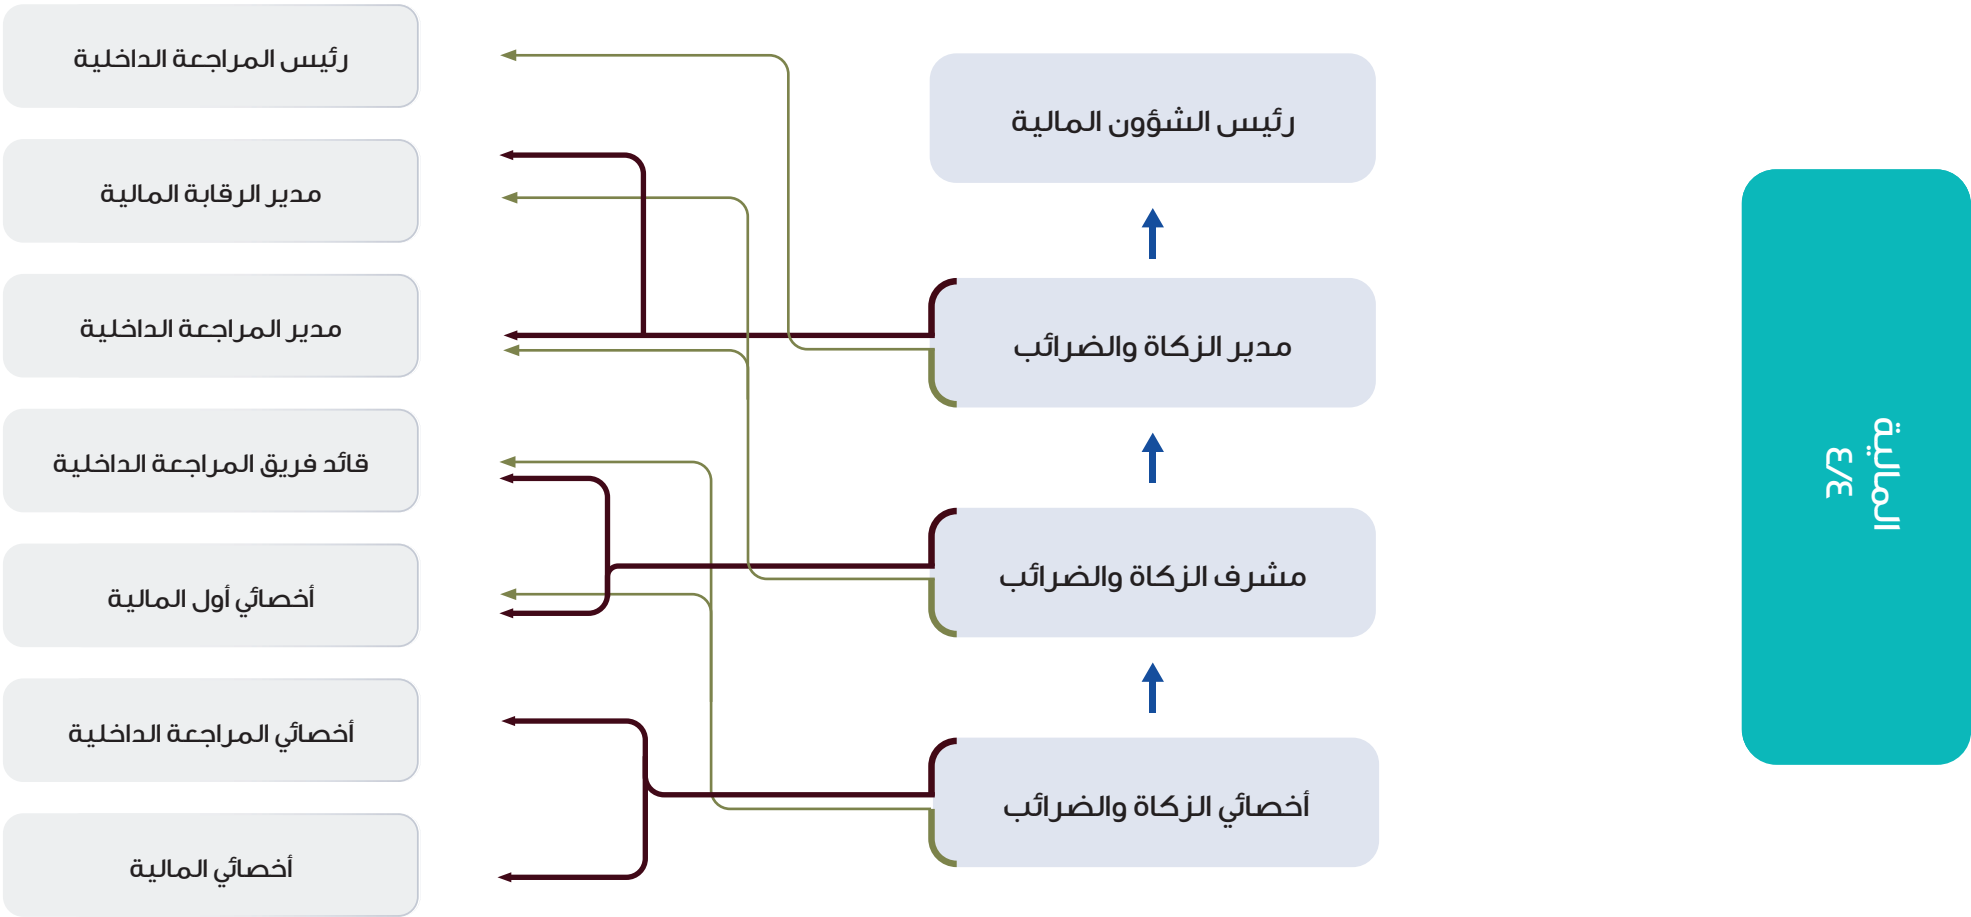 المالية
3/3
رئيس الشؤون المالية
مدير الزكاة والضرائب
مشرف الزكاة والضرائب
أخصائي الزكاة والضرائب
رئيس المراجعة الداخلية
مدير الرقابة المالية
مدير المراجعة الداخلية
قائد فريق المراجعة الداخلية
أخصائي أول المالية
أخصائي المراجعة الداخلية
أخصائي المالية